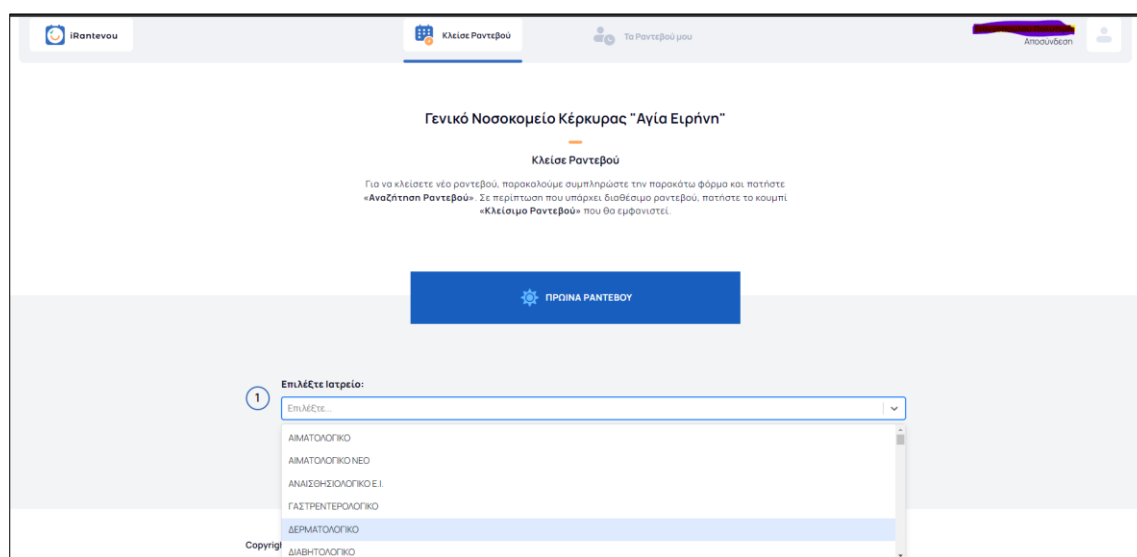 iRantevou
Κλείσε Ραντεβού
Τα Ραντεβού μου
Αποσύνδεση
Γενικό Νοσοκομείο Κέρκυρας "Αγία Ειρήνη"
Κλείσε Ραντεβού
Για να κλείσετε νέο ραντεβού, παρακαλούμε συμπληρώστε την παρακάτω φόρμα και πατήστε
«Αναζήτηση Ραντεβού». Σε περίπτωση που υπάρχει διαθέσιμο ραντεβού, πατήστε το κουμπί
«Κλείσιμο Ραντεβού» που θα εμφανιστεί.
ΠΡΩΙΝΑ ΡΑΝΤΕΒΟΥ
Επιλέξτε Ιατρείο:
1
Επιλέξτε...
ΑΙΜΑΤΟΛΟΓΙΚΟ
ΑΙΜΑΤΟΛΟΓΙΚΟ ΝΕΟ
ΑΝΑΙΣΘΗΣΙΟΛΟΓΙΚΟ Ε.Ι.
ΓΑΣΤΡΕΝΤΕΡΟΛΟΓΙΚΟ
ΔΕΡΜΑΤΟΛΟΓΙΚΟ
Copyrig
ΔΙΑΒΗΤΟΛΟΓΙΚΟ